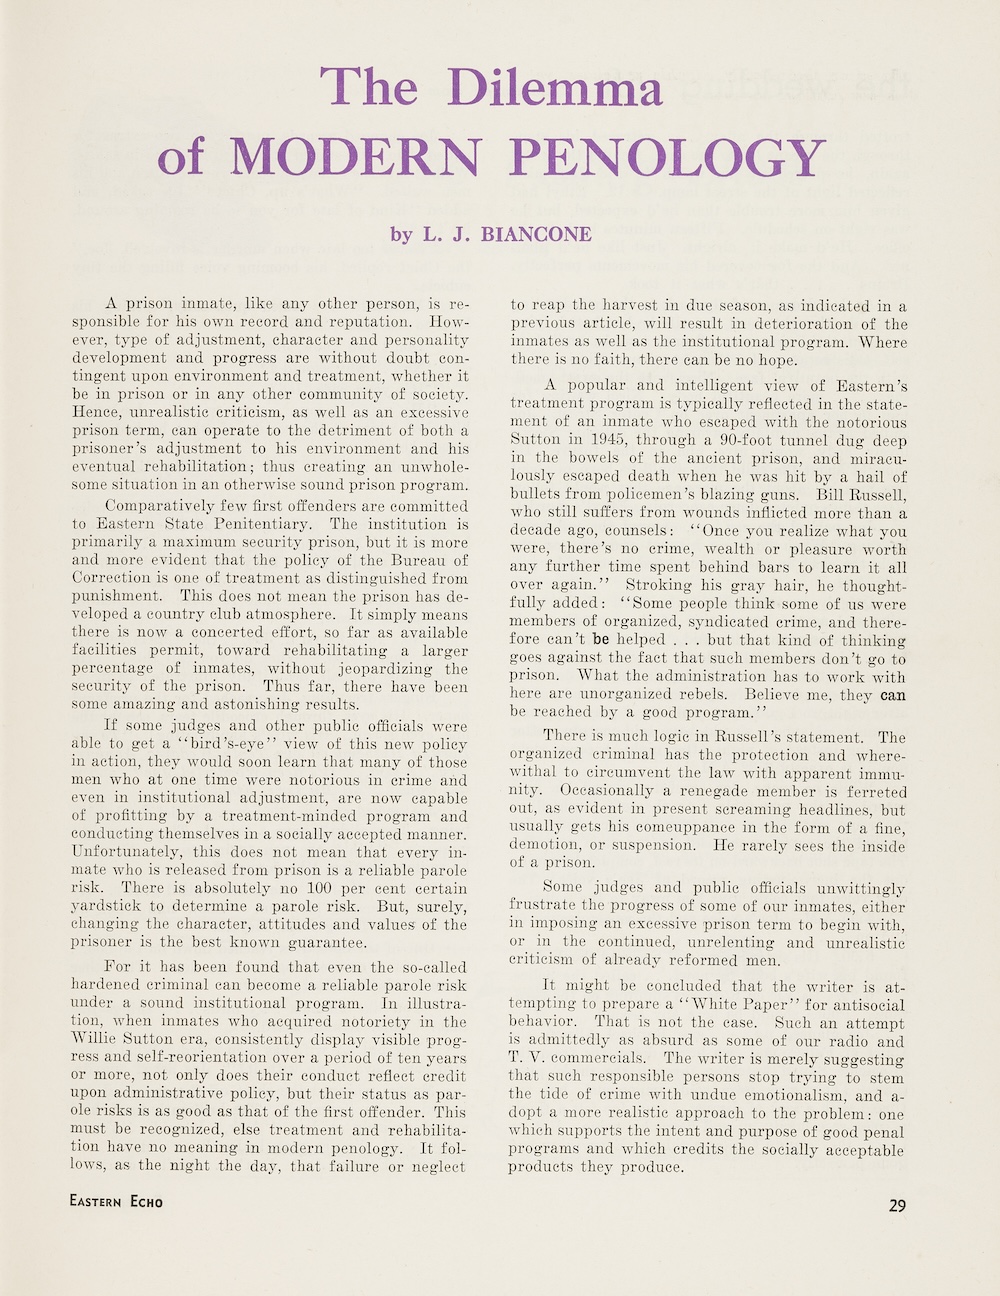 The Dilemma
of MODERN PENOLOGY
by L. J. BIANCONE
A prison inmate, like any other person, is re-
sponsible for his own record and reputation. How-
ever, type of adjustment, character and personality
development and progress are without doubt con-
tingent upon environment and treatment, whether it
be in prison or in any other community of society.
Hence, unrealistic criticism, as well as an excessive
prison term, can operate to the detriment of both a
prisoner's adjustment to his environment and his
eventual rehabilitation; thus creating an unwhole-
some situation in an otherwise sound prison program.
Comparatively few first offenders are committed
to Eastern State Penitentiary. The institution is
primarily a maximum security prison, but it is more
and more evident that the policy of the Bureau of
Correction is one of treatment as distinguished from
punishment. This does not mean the prison has de-
veloped a country club atmosphere. It simply means
there is now a concerted effort, so far as available
facilities permit, toward rehabilitating a larger
percentage of inmates, without jeopardizing the
security of the prison. Thus far, there have been
some amazing and astonishing results.
If some judges and other public officials were
able to get a "bird's-eye" view of this new policy
in action, they would soon learn that many of those
men who at one time were notorious in crime and
even in institutional adjustment, are now capable
of profitting by a treatment-minded program and
conducting themselves in a socially accepted manner.
Unfortunately, this does not mean that every in-
mate who is released from prison is a reliable parole
risk. There is absolutely no 100 per cent certain
yardstick to determine a parole risk. But, surely,
changing the character, attitudes and values of the
prisoner is the best known guarantee.
For it has been found that even the so-called
hardened criminal can become a reliable parole risk
under a sound institutional program. In illustra-
tion, when inmates who acquired notoriety in the
Willie Sutton era, consistently display visible prog-
ress and self-reorientation over a period of ten years
or more, not only does their conduct reflect credit
upon administrative policy, but their status as par-
ole risks is as good as that of the first offender. This
must be recognized, else treatment and rehabilita-
tion have no meaning in modern penology. It fol-
lows, as the night the day, that failure or neglect
to reap the harvest in due season, as indicated in a
previous article, will result in deterioration of the
inmates as well as the institutional program. Where
there is no faith, there can be no hope.
A popular and intelligent view of Eastern's
treatment program is typically reflected in the state-
ment of an inmate who escaped with the notorious
Sutton in 1945, through a 90-foot tunnel dug deep
in the bowels of the ancient prison, and miracu-
lously escaped death when he was hit by a hail of
bullets from policemen's blazing guns. Bill Russell,
who still suffers from wounds inflicted more than a
decade ago, counsels: "Once you realize what you
were, there's no crime, wealth or pleasure worth
any further time spent behind bars to learn it all
over again." Stroking his gray hair, he thought-
fully added: "Some people think some of us were
members of organized, syndicated crime, and there-
fore can't be helped . . . but that kind of thinking
goes against the fact that such members don't go to
prison. What the administration has to work with
here are unorganized rebels. Believe me, they can
be reached by a good program."
There is much logic in Russell's statement. The
organized criminal has the protection and where-
withal to circumvent the law with apparent immu-
nity. Occasionally a renegade member is ferreted
out, as evident in present screaming headlines, but
usually gets his comeuppance in the form of a fine,
demotion, or suspension. He rarely sees the inside
of a prison.
Some judges and public officials unwittingly
frustrate the progress of some of our inmates, either
in imposing an excessive prison term to begin with,
or in the continued, unrelenting and unrealistic
criticism of already reformed men.
It might be concluded that the writer is at-
tempting to prepare a "White Paper" for antisocial
behavior. That is not the case. Such an attempt
is admittedly as absurd as some of our radio and
T. V. commercials. The writer is merely suggesting
that such responsible persons stop trying to stem
the tide of crime with undue emotionalism, and a-
dopt a more realistic approach to the problem: one
which supports the intent and purpose of good penal
programs and which credits the socially acceptable
products they produce.
EASTERN ECHO
29